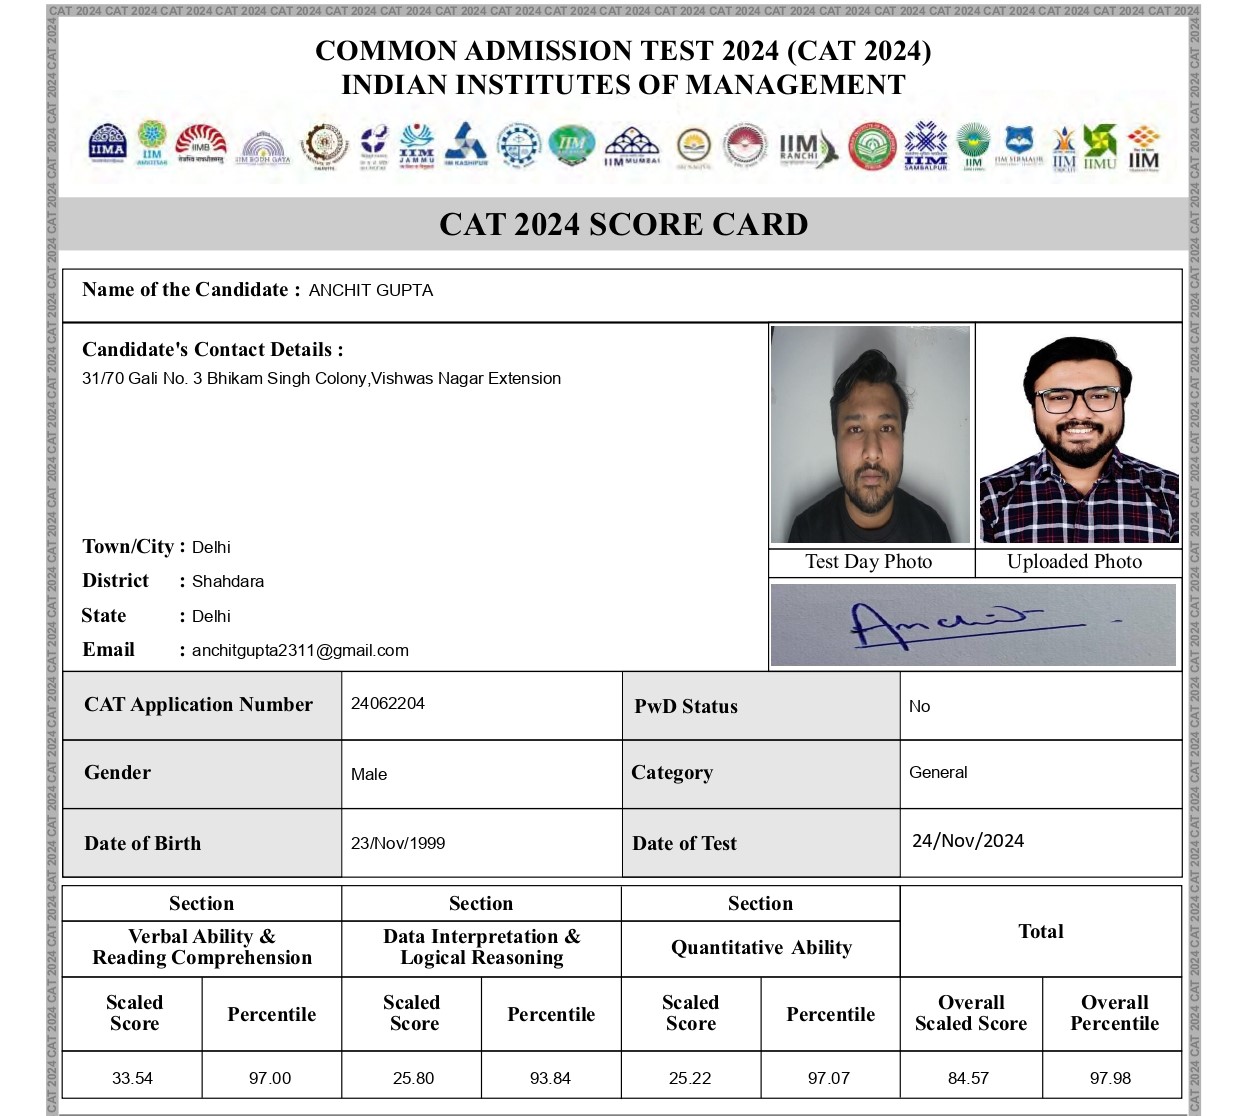 CAT 2024 CAT 2024 CAT 2024 CAT 2024 CAT 2024 CAT 2024 CAT 2024 CAT 2024 CAT 2024 CAT 2024 CAT 2024 CAT 2024 CAT 2024 CAT 2024 CAT 2024 CAT 2024 CAT 2024 CAT 2024 CAT 2024 CAT 2024 CAT 2024 CAT 2024
COMMON ADMISSION TEST 2024 (CAT 2024)
INDIAN INSTITUTES OF MANAGEMENT
IIMA IIM AMRITSAR IIMB IIM BODH GAYA IIM JAMMU IIM KASHIPUR IIM IIM MUMBAI IIM RANCHI IIM SAMBALPUR IIM IIM SIRMAUR IIM IIMU IIM
CAT 2024 SCORE CARD
Name of the Candidate : ANCHIT GUPTA
Candidate's Contact Details :
31/70 Gali No. 3 Bhikam Singh Colony,Vishwas Nagar Extension
Town/City : Delhi
District : Shahdara
State : Delhi
Email : anchitgupta2311@gmail.com
Test Day Photo Uploaded Photo
Anchit
CAT Application Number 24062204 PwD Status No
Gender Male Category General
Date of Birth 23/Nov/1999 Date of Test 24/Nov/2024
Section Section Section Total
Verbal Ability & Reading Comprehension Data Interpretation & Logical Reasoning Quantitative Ability
Scaled Score Percentile Scaled Score Percentile Scaled Score Percentile Overall Scaled Score Overall Percentile
33.54 97.00 25.80 93.84 25.22 97.07 84.57 97.98